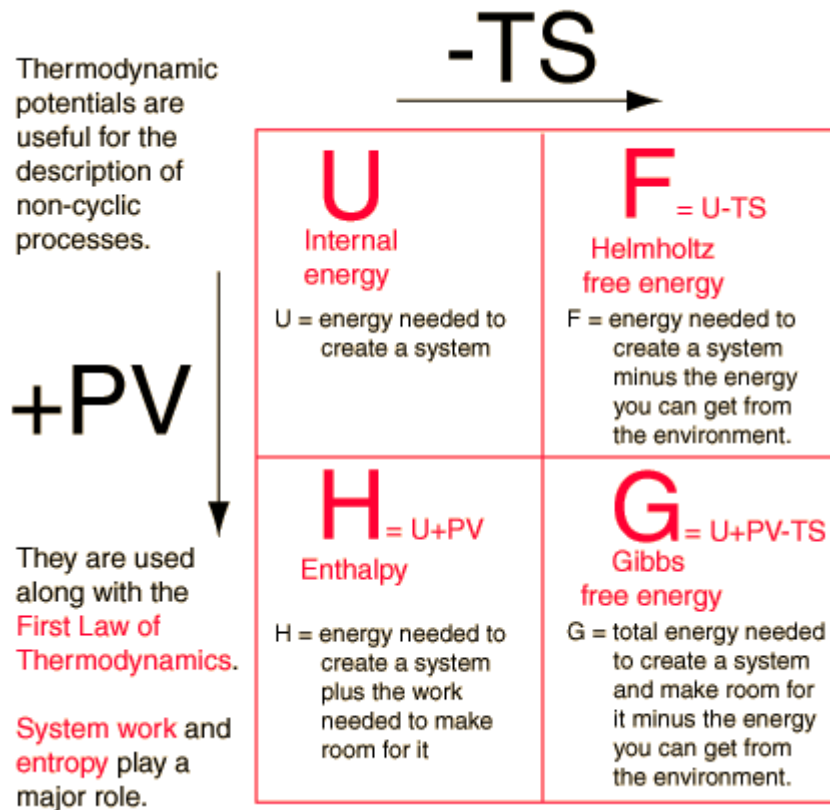 -TS
Thermodynamic
potentials are
useful for the
description of
non-cyclic
processes.
U
Internal
energy
U = energy needed to
create a system
F = U-TS
Helmholtz
free energy
F = energy needed to
create a system
minus the energy
you can get from
the environment.
+PV
H = U+PV
Enthalpy
H = energy needed to
create a system
plus the work
needed to make
room for it
G = U+PV-TS
Gibbs
free energy
G = total energy needed
to create a system
and make room for
it minus the energy
you can get from
the environment.
They are used
along with the
First Law of
Thermodynamics.
System work and
entropy play a
major role.